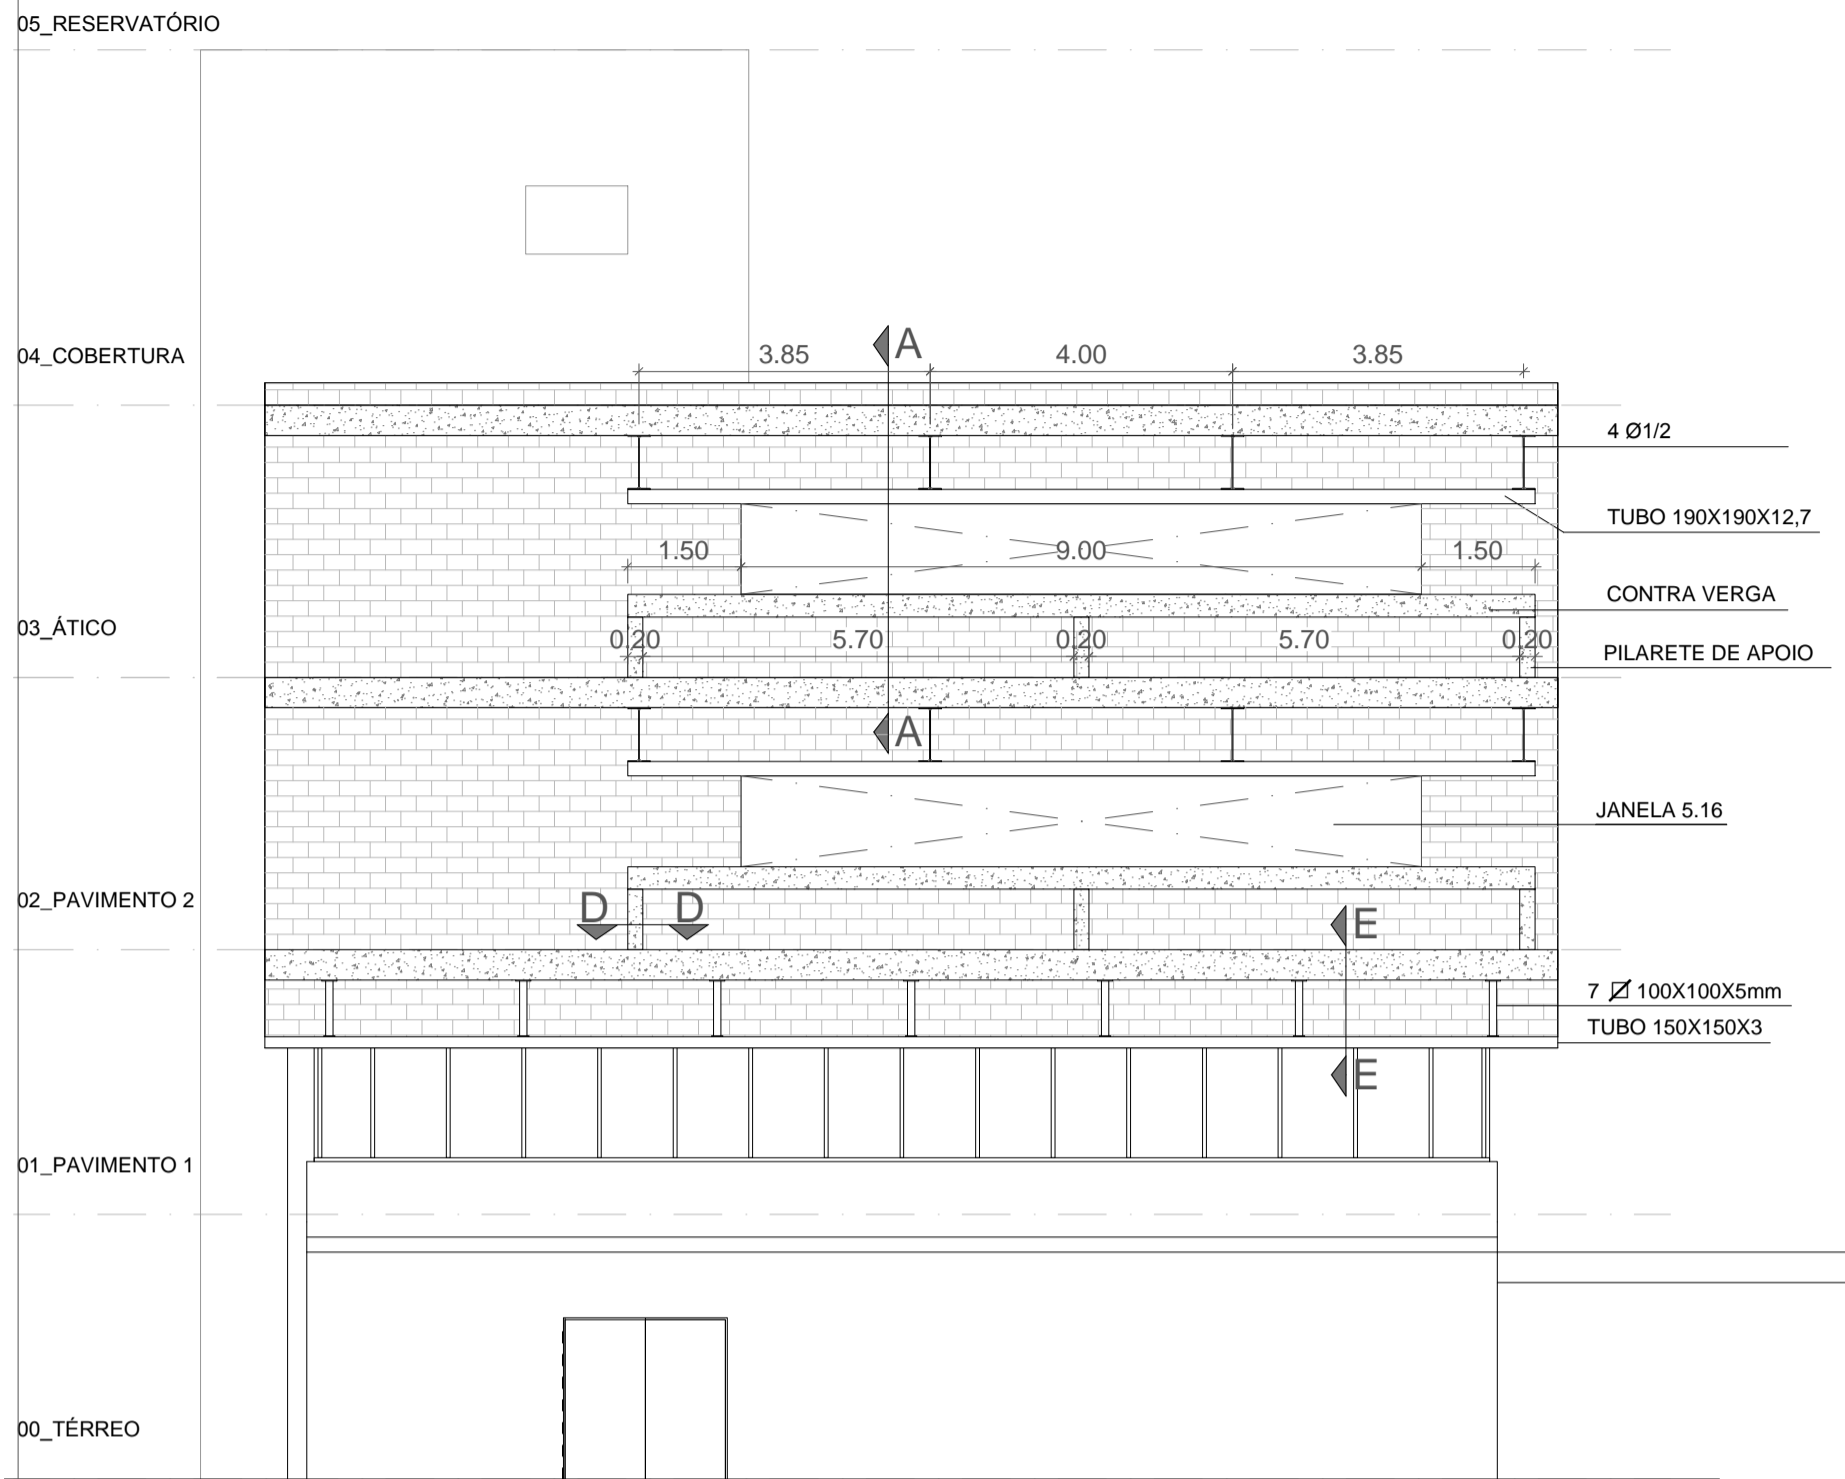 05_RESERVATÓRIO
04_COBERTURA
3.85
A
4.00
3.85
4 Ø1/2
TUBO 190X190X12,7
1.50
9.00
1.50
CONTRA VERGA
03_ÁTICO
0.20
5.70
0.20
5.70
0.20
PILARETE DE APOIO
A
JANELA 5.16
02_PAVIMENTO 2
D
D
E
7 100X100X5mm
TUBO 150X150X3
E
01_PAVIMENTO 1
00_TÉRREO